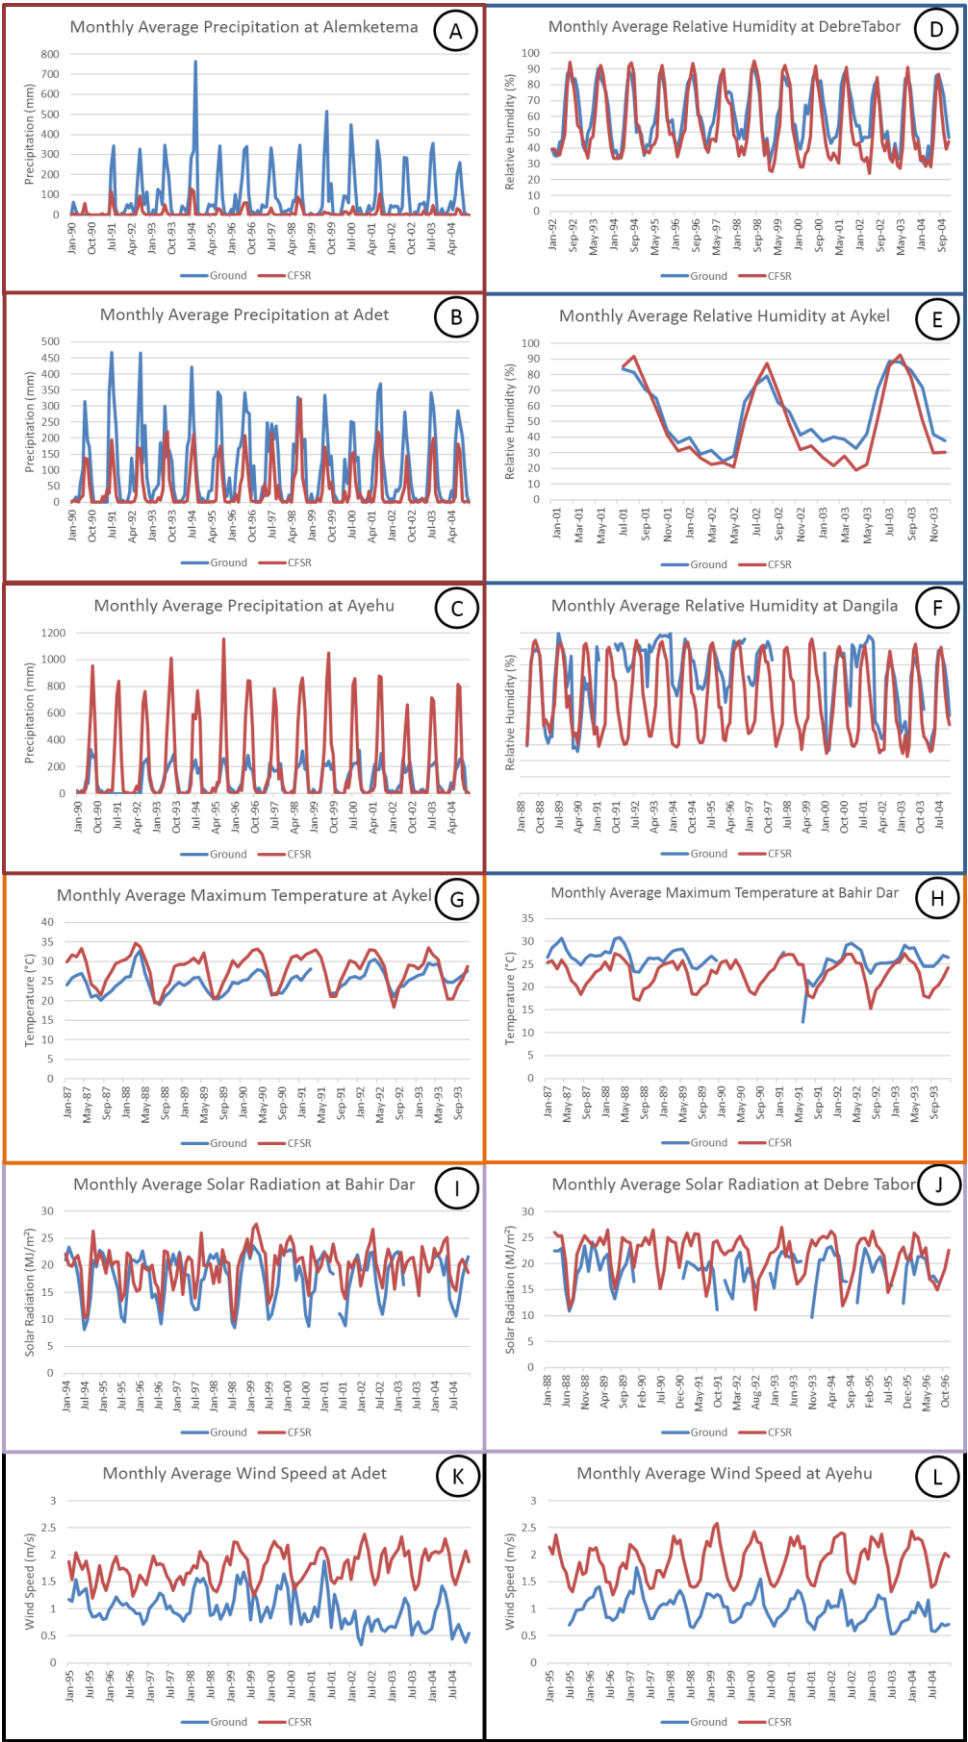 Monthly Average Precipitation at Alemketema
A
Precipitation (mm)
800
700
600
500
400
300
200
100
0
Jan-90 Oct-90 Jul-91 Apr-92 Jan-93 Oct-93 Jul-94 Apr-95 Jan-96 Oct-96 Jul-97 Apr-98 Jan-99 Oct-99 Jul-00 Apr-01 Jan-02 Oct-02 Jul-03 Apr-04
Ground CFSR
Monthly Average Relative Humidity at DebreTabor
D
Relative Humidity (%)
100
90
80
70
60
50
40
30
20
10
0
Jan-92 Sep-92 May-93 Jan-94 Sep-94 May-95 Jan-96 Sep-96 May-97 Jan-98 Sep-98 May-99 Jan-00 Sep-00 May-01 Jan-02 Sep-02 May-03 Jan-04 Sep-04
Ground CFSR
Monthly Average Precipitation at Adet
B
Precipitation (mm)
500
450
400
350
300
250
200
150
100
50
0
Jan-90 Oct-90 Jul-91 Apr-92 Jan-93 Oct-93 Jul-94 Apr-95 Jan-96 Oct-96 Jul-97 Apr-98 Jan-99 Oct-99 Jul-00 Apr-01 Jan-02 Oct-02 Jul-03 Apr-04
Ground CFSR
Monthly Average Relative Humidity at Aykel
E
Relative Humidity (%)
100
90
80
70
60
50
40
30
20
10
0
Jan-01 Mar-01 May-01 Jul-01 Sep-01 Nov-01 Jan-02 Mar-02 May-02 Jul-02 Sep-02 Nov-02 Jan-03 Mar-03 May-03 Jul-03 Sep-03 Nov-03
Ground CFSR
Monthly Average Precipitation at Ayehu
C
Precipitation (mm)
1200
1000
800
600
400
200
0
Jan-90 Oct-90 Jul-91 Apr-92 Jan-93 Oct-93 Jul-94 Apr-95 Jan-96 Oct-96 Jul-97 Apr-98 Jan-99 Oct-99 Jul-00 Apr-01 Jan-02 Oct-02 Jul-03 Apr-04
Ground CFSR
Monthly Average Relative Humidity at Dangila
F
Relative Humidity (%)
Jan-88 Oct-88 Jul-89 Apr-90 Jan-91 Oct-91 Jul-92 Apr-93 Jan-94 Oct-94 Jul-95 Apr-96 Jan-97 Oct-97 Jul-98 Apr-99 Jan-00 Oct-00 Jul-01 Apr-02 Jan-03 Oct-03 Jul-04
Ground CFSR
Monthly Average Maximum Temperature at Aykel
G
Temperature (°C)
40
35
30
25
20
15
10
5
0
Jan-87 May-87 Sep-87 Jan-88 May-88 Sep-88 Jan-89 May-89 Sep-89 Jan-90 May-90 Sep-90 Jan-91 May-91 Sep-91 Jan-92 May-92 Sep-92 Jan-93 May-93 Sep-93
Ground CFSR
Monthly Average Maximum Temperature at Bahir Dar
H
Temperature (°C)
35
30
25
20
15
10
5
0
Jan-87 May-87 Sep-87 Jan-88 May-88 Sep-88 Jan-89 May-89 Sep-89 Jan-90 May-90 Sep-90 Jan-91 May-91 Sep-91 Jan-92 May-92 Sep-92 Jan-93 May-93 Sep-93
Ground CFSR
Monthly Average Solar Radiation at Bahir Dar
I
Solar Radiation (MJ/m²)
30
25
20
15
10
5
0
Jan-94 Jul-94 Jan-95 Jul-95 Jan-96 Jul-96 Jan-97 Jul-97 Jan-98 Jul-98 Jan-99 Jul-99 Jan-00 Jul-00 Jan-01 Jul-01 Jan-02 Jul-02 Jan-03 Jul-03 Jan-04 Jul-04
Ground CFSR
Monthly Average Solar Radiation at Debre Tabor
J
Solar Radiation (MJ/m²)
30
25
20
15
10
5
0
Jan-88 Jun-88 Nov-88 Apr-89 Sep-89 Feb-90 Jul-90 Dec-90 May-91 Oct-91 Mar-92 Aug-92 Jan-93 Jun-93 Nov-93 Apr-94 Sep-94 Feb-95 Jul-95 Dec-95 May-96 Oct-96
Ground CFSR
Monthly Average Wind Speed at Adet
K
Wind Speed (m/s)
3
2.5
2
1.5
1
0.5
0
Jan-95 Jul-95 Jan-96 Jul-96 Jan-97 Jul-97 Jan-98 Jul-98 Jan-99 Jul-99 Jan-00 Jul-00 Jan-01 Jul-01 Jan-02 Jul-02 Jan-03 Jul-03 Jan-04 Jul-04
Ground CFSR
Monthly Average Wind Speed at Ayehu
L
Wind Speed (m/s)
3
2.5
2
1.5
1
0.5
0
Jan-95 Jul-95 Jan-96 Jul-96 Jan-97 Jul-97 Jan-98 Jul-98 Jan-99 Jul-99 Jan-00 Jul-00 Jan-01 Jul-01 Jan-02 Jul-02 Jan-03 Jul-03 Jan-04 Jul-04
Ground CFSR